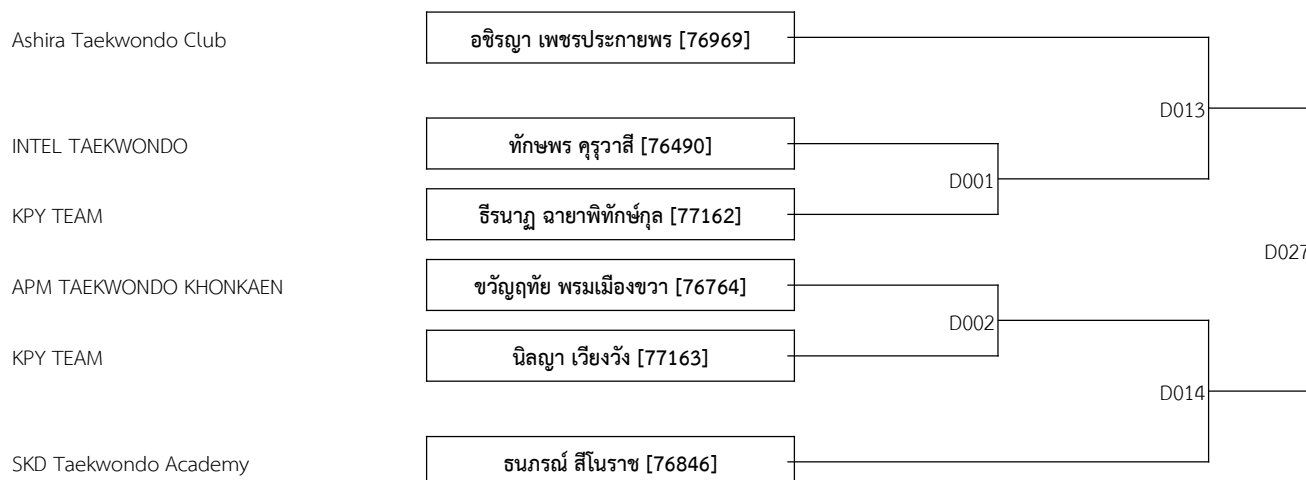 Ashira Taekwondo Club
อชิรญา เพชรประกายพร [76969]
D013
INTEL TAEKWONDO
ทักษพร คุรุวาสี [76490]
D001
KPY TEAM
ธีรนาฏ ฉายาพิทักษ์กุล [77162]
D027
APM TAEKWONDO KHONKAEN
ขวัญฤทัย พรมเมืองขวา [76764]
D002
KPY TEAM
นิลญา เวียงวัง [77163]
D014
SKD Taekwondo Academy
ธนภรณ์ สีโนราช [76846]